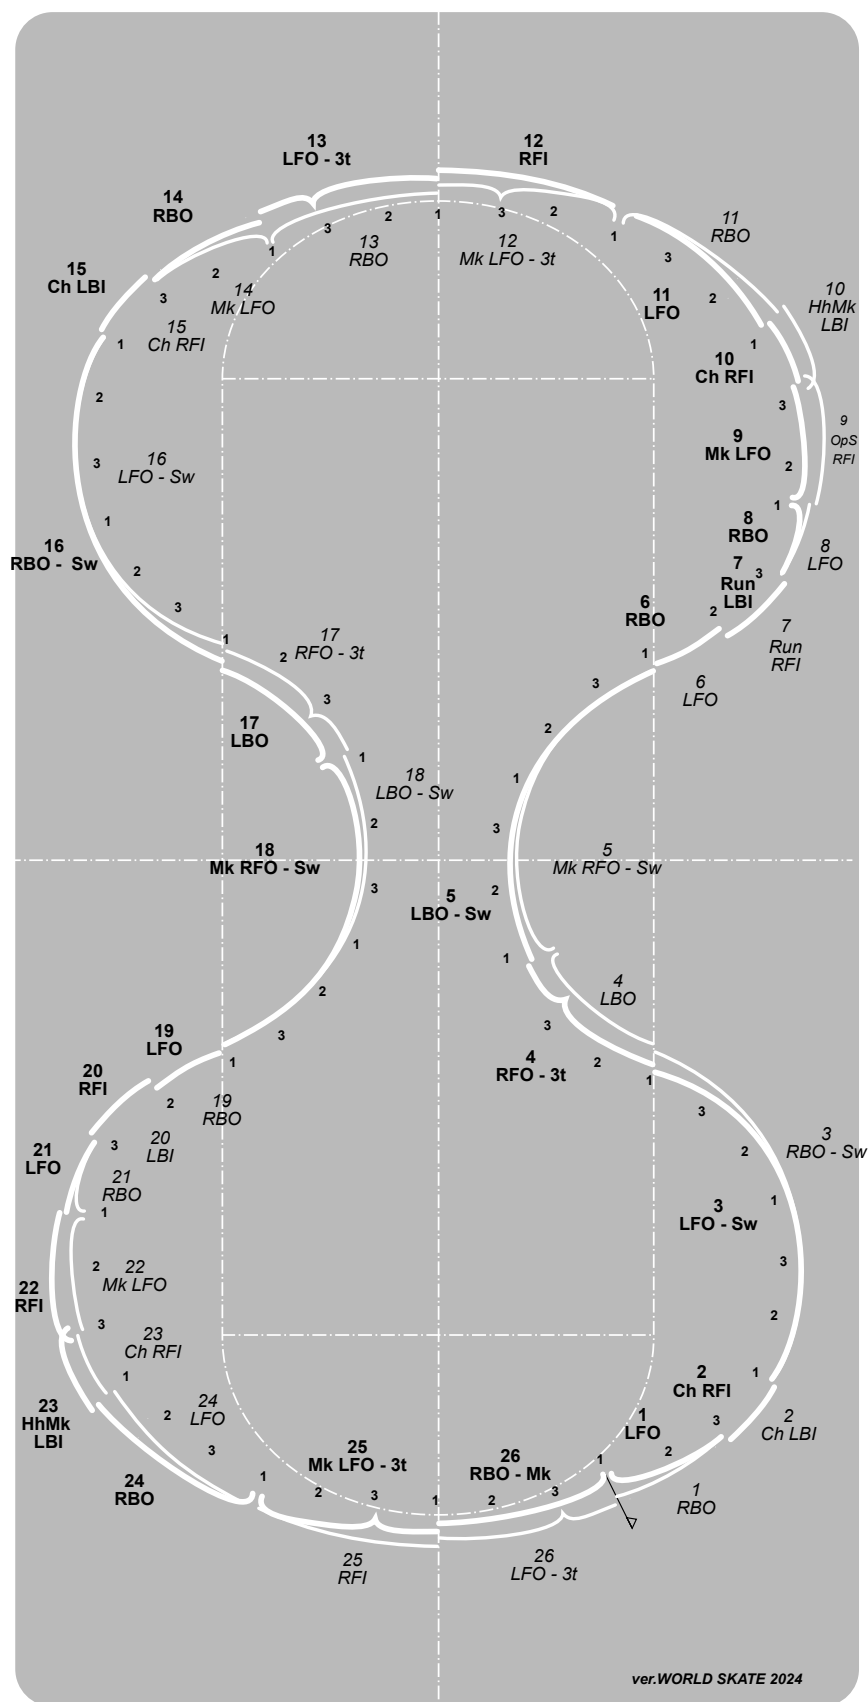 13
LFO - 3t
12
RFI
14
RBO
3
2
1
3
2
1
11
RBO
13
RBO
12
Mk LFO - 3t
1
3
15
Ch LBI
2
14
Mk LFO
3
11
LFO
2
10
HhMk
LBI
15
Ch RFI
1
1
10
Ch RFI
2
3
9
Mk LFO
9
OpS
RFI
16
LFO - Sw
3
2
1
1
8
RBO
8
LFO
16
RBO - Sw
2
7
Run
LBI
3
3
6
RBO
2
7
Run
RFI
1
17
RFO - 3t
2
1
3
6
LFO
3
17
LBO
2
1
18
LBO - Sw
1
2
3
18
Mk RFO - Sw
5
Mk RFO - Sw
3
5
LBO - Sw
2
1
1
2
4
LBO
3
3
19
LFO
4
RFO - 3t
2
1
1
20
RFI
2
19
RBO
3
3
RBO - Sw
21
LFO
3
20
LBI
2
21
RBO
1
3
LFO - Sw
1
22
RFI
2
22
Mk LFO
3
3
23
Ch RFI
2
1
2
Ch RFI
1
23
HhMk
LBI
2
24
LFO
3
1
LFO
3
2
Ch LBI
2
24
RBO
1
25
Mk LFO - 3t
2
3
1
26
RBO - Mk
2
3
1
1
RBO
25
RFI
26
LFO - 3t
ver.WORLD SKATE 2024